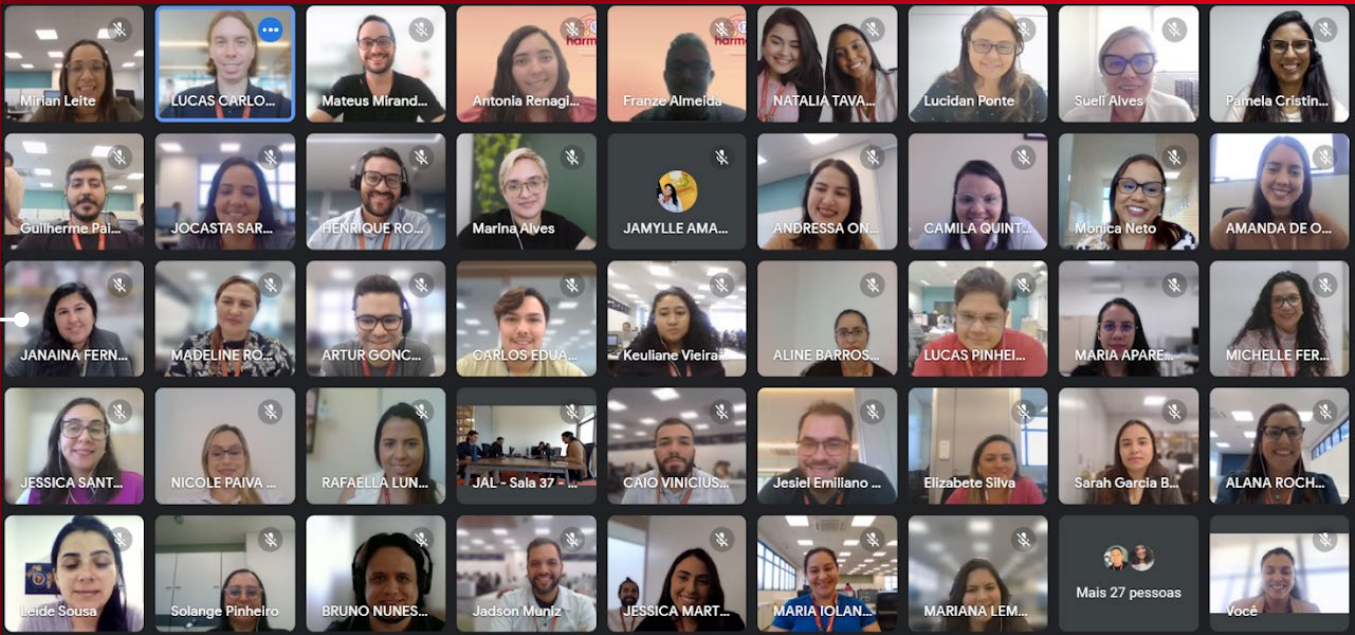 Mirian Leite
LUCAS CARLO...
Mateus Mirand...
harm
Antonia Renagi...
harm
Franze Almeida
NATALIA TAVA...
Lucidan Ponte
Sueli Alves
Pamela Cristin...
Guilherme Pai...
JOCASTA SAR...
HENRIQUE RO...
Marina Alves
JAMYLLE AMA...
ANDRESSA ON...
CAMILA QUINT...
Monica Neto
AMANDA DE O...
JANAINA FERN...
MADELINE RO...
ARTUR GONC...
CARLOS EDUA...
Keuliane Vieira...
ALINE BARROS...
LUCAS PINHEI...
MARIA APARE...
MICHELLE FER...
JESSICA SANT...
NICOLE PAIVA ...
RAFAELLA LUN...
JAL - Sala 37 - ...
CAIO VINICIUS...
Jesiel Emiliano ...
Elizabete Silva
Sarah Garcia B...
ALANA ROCH...
Leide Sousa
Solange Pinheiro
BRUNO NUNES...
Jadson Muniz
JESSICA MART...
MARIA IOLAN...
MARIANA LEM...
Mais 27 pessoas
Você